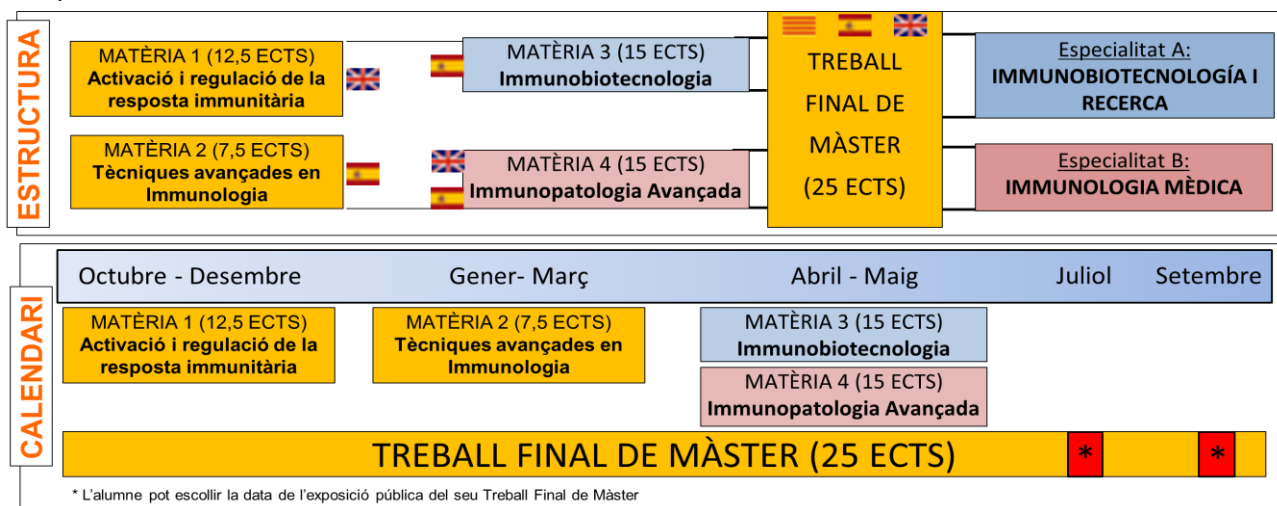 ESTRUCTURA
MATÈRIA 1 (12,5 ECTS)
Activació i regulació de la
resposta immunitària
MATÈRIA 2 (7,5 ECTS)
Tècniques avançades en
Immunologia
MATÈRIA 3 (15 ECTS)
Immunobiotecnologia
MATÈRIA 4 (15 ECTS)
Immunopatologia Avançada
TREBALL
FINAL DE
MÀSTER
(25 ECTS)
Especialitat A:
IMMUNOBIOTECNOLOGÍA I
RECERCA
Especialitat B:
IMMUNOLOGIA MÈDICA
CALENDARI
Octubre - Desembre
Gener- Març
Abril - Maig
Juliol
Setembre
MATÈRIA 1 (12,5 ECTS)
Activació i regulació de la
resposta immunitària
MATÈRIA 2 (7,5 ECTS)
Tècniques avançades en
Immunologia
MATÈRIA 3 (15 ECTS)
Immunobiotecnologia
MATÈRIA 4 (15 ECTS)
Immunopatologia Avançada
TREBALL FINAL DE MÀSTER (25 ECTS)
*
*
* L'alumne pot escollir la data de l'exposició pública del seu Treball Final de Màster